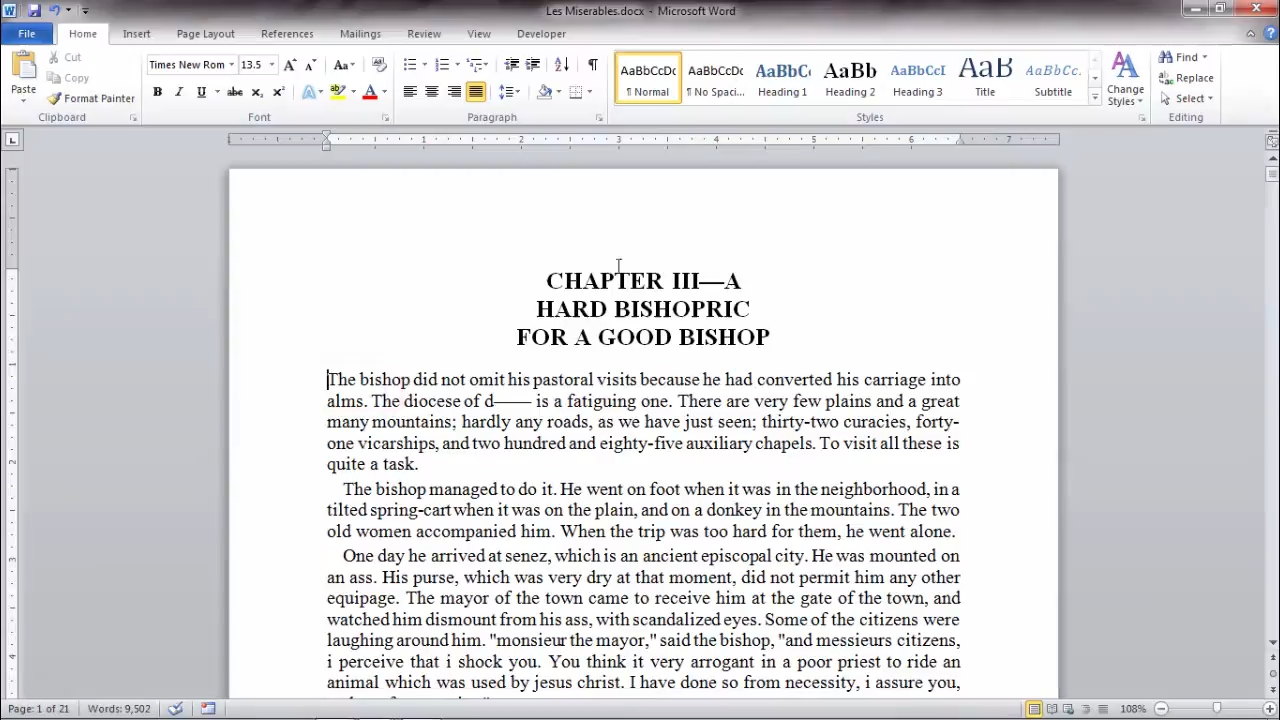 Les Miserables.docx - Microsoft Word
File Home Insert Page Layout References Mailings Review View Developer
Paste
Cut
Copy
Format Painter
Clipboard
Times New Rom 13.5
Font
Paragraph
AaBbCcDc AaBbCcDc AaBbC AaBb AaBbCcI AaB AaBbCc.
¶ Normal ¶ No Spa... Heading 1 Heading 2 Heading 3 Title Subtitle
Change
Styles
Styles
Find
Replace
Select
Editing
1 2 3 4 5 6 7
CHAPTER III—A
HARD BISHOPRIC
FOR A GOOD BISHOP
The bishop did not omit his pastoral visits because he had converted his carriage into
alms. The diocese of d—— is a fatiguing one. There are very few plains and a great
many mountains; hardly any roads, as we have just seen; thirty-two curacies, forty-
one vicarships, and two hundred and eighty-five auxiliary chapels. To visit all these is
quite a task.
The bishop managed to do it. He went on foot when it was in the neighborhood, in a
tilted spring-cart when it was on the plain, and on a donkey in the mountains. The two
old women accompanied him. When the trip was too hard for them, he went alone.
One day he arrived at senez, which is an ancient episcopal city. He was mounted on
an ass. His purse, which was very dry at that moment, did not permit him any other
equipage. The mayor of the town came to receive him at the gate of the town, and
watched him dismount from his ass, with scandalized eyes. Some of the citizens were
laughing around him. "monsieur the mayor," said the bishop, "and messieurs citizens,
i perceive that i shock you. You think it very arrogant in a poor priest to ride an
animal which was used by jesus christ. I have done so from necessity, i assure you,
Page: 1 of 21 Words: 9,502 108%